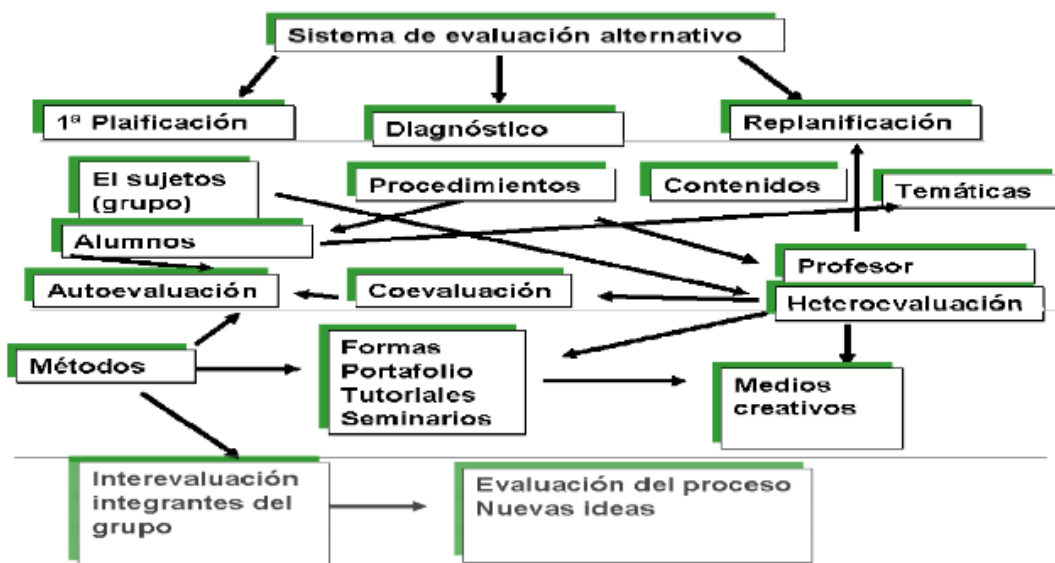 Sistema de evaluación alternativo
1ª Plaificación
Diagnóstico
Replanificación
El sujetos
(grupo)
Procedimientos
Contenidos
Temáticas
Alumnos
Profesor
Autoevaluación
Coevaluación
Heteroevaluación
Métodos
Formas
Portafolio
Tutoriales
Seminarios
Medios
creativos
Interevaluación
integrantes del
grupo
Evaluación del proceso
Nuevas ideas